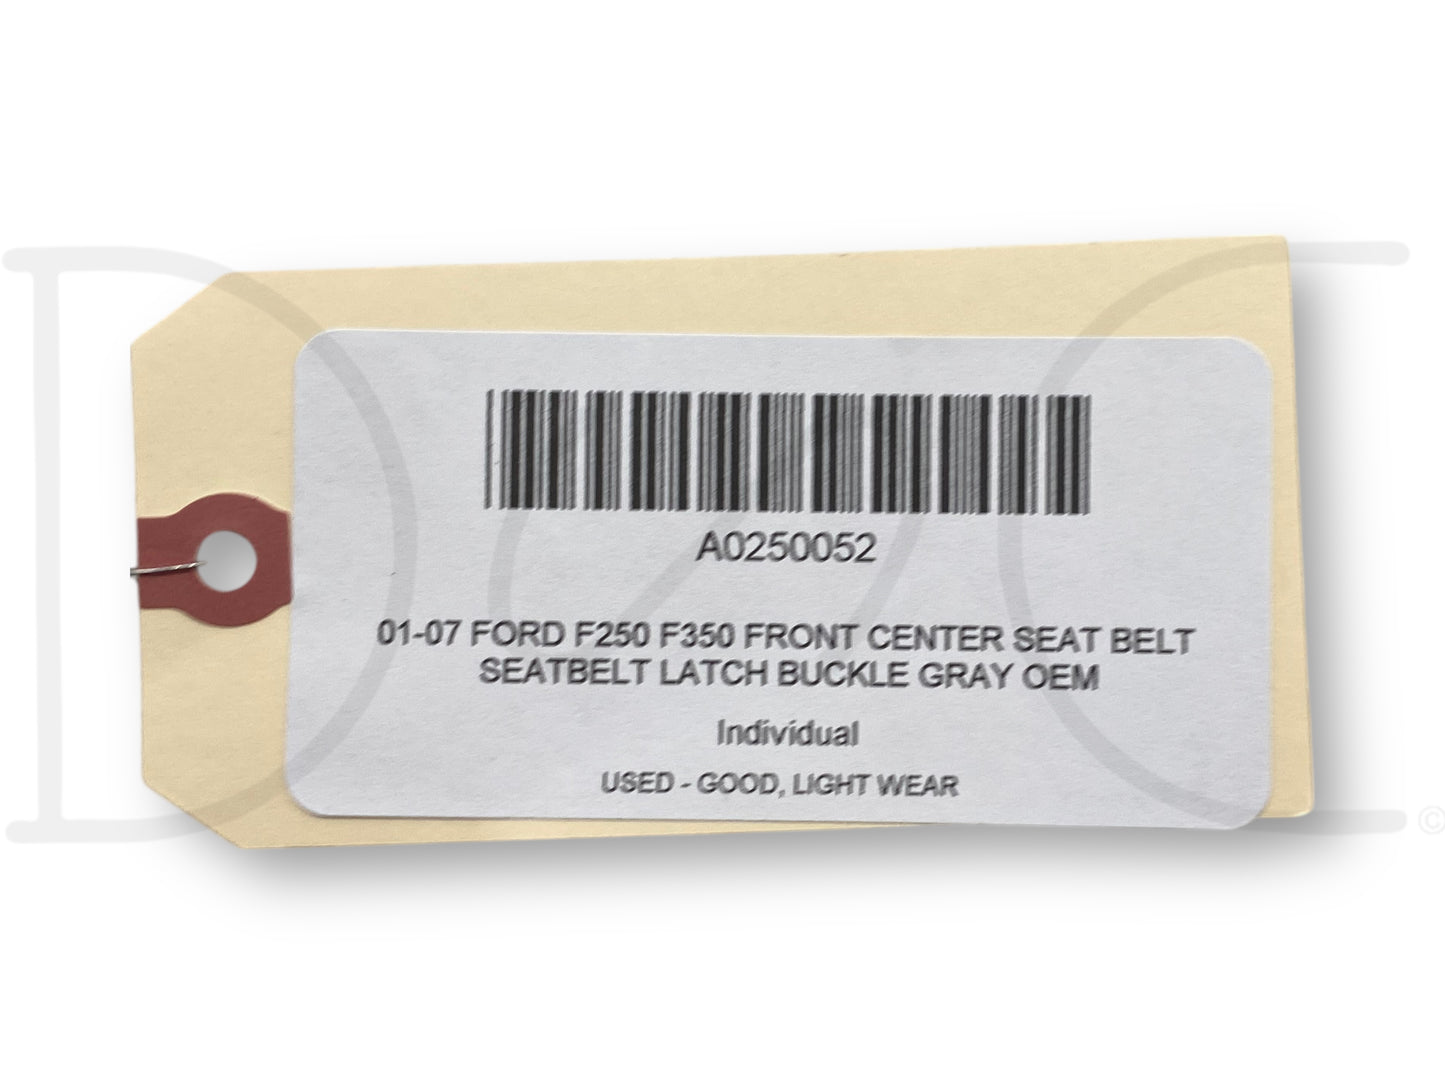 A0250052
01-07 FORD F250 F350 FRONT CENTER SEAT BELT
SEATBELT LATCH BUCKLE GRAY OEM
Individual
USED - GOOD, LIGHT WEAR
©